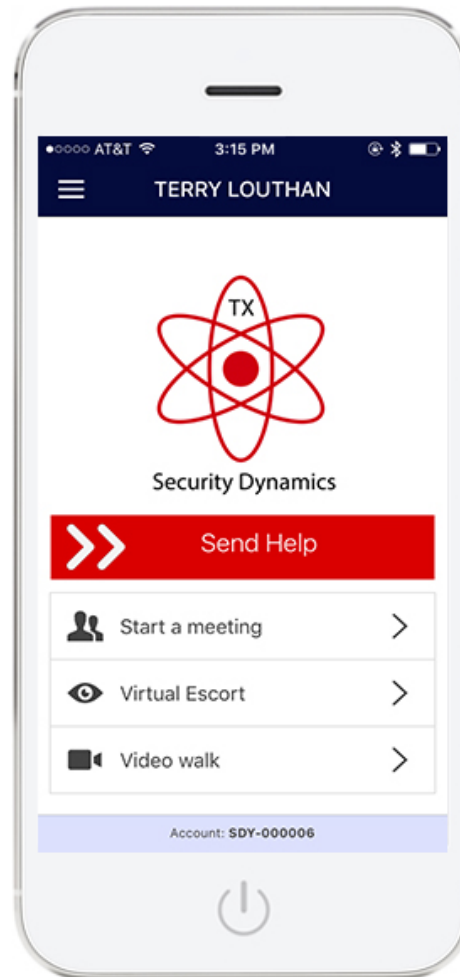 AT&T 3:15 PM
TERRY LOUTHAN
TX
Security Dynamics
Send Help
Start a meeting
Virtual Escort
Video walk
Account: SDY-000006